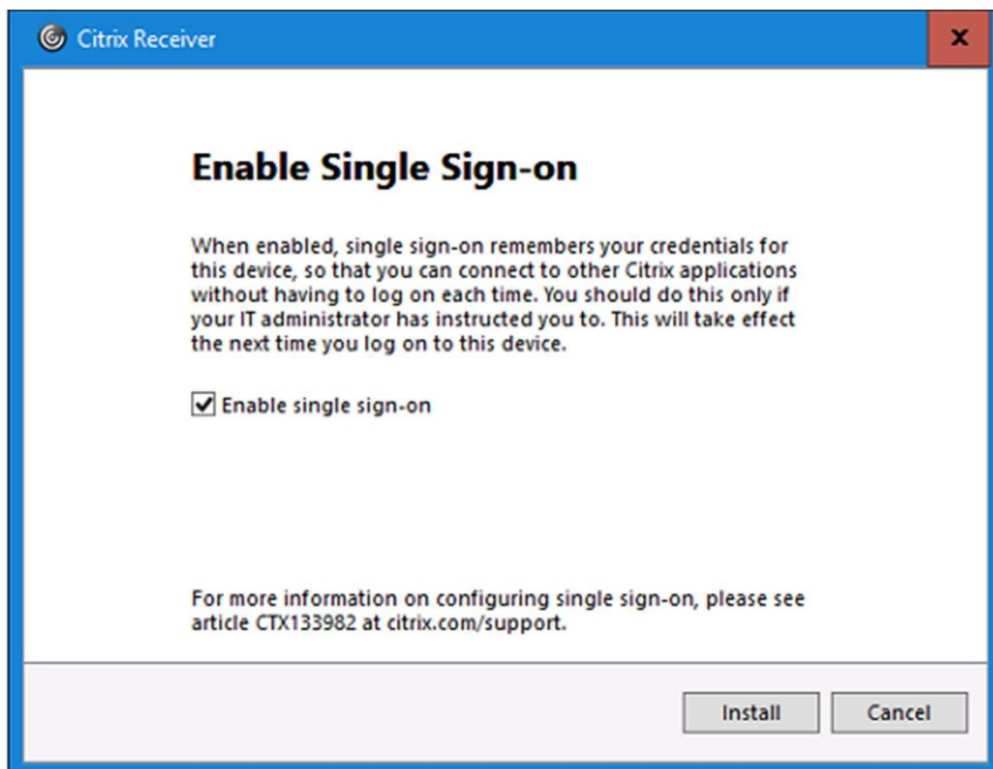 Citrix Receiver
Enable Single Sign-on
When enabled, single sign-on remembers your credentials for
this device, so that you can connect to other Citrix applications
without having to log on each time. You should do this only if
your IT administrator has instructed you to. This will take effect
the next time you log on to this device.
Enable single sign-on
For more information on configuring single sign-on, please see
article CTX133982 at citrix.com/support.
Install Cancel